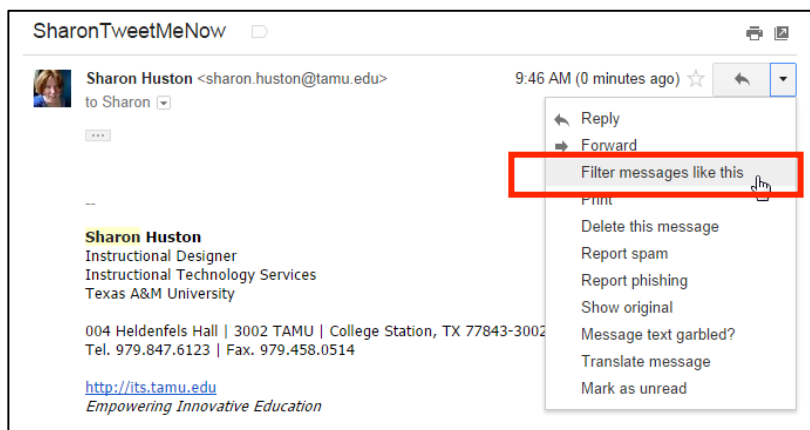 SharonTweetMeNow
Sharon Huston <sharon.huston@tamu.edu>
9:46 AM (0 minutes ago)
to Sharon
Reply
Forward
Filter messages like this
Print
Delete this message
Report spam
Report phishing
Show original
Message text garbled?
Translate message
Mark as unread
--
Sharon Huston
Instructional Designer
Instructional Technology Services
Texas A&M University
004 Heldenfels Hall | 3002 TAMU | College Station, TX 77843-3002
Tel. 979.847.6123 | Fax. 979.458.0514
http://its.tamu.edu
Empowering Innovative Education